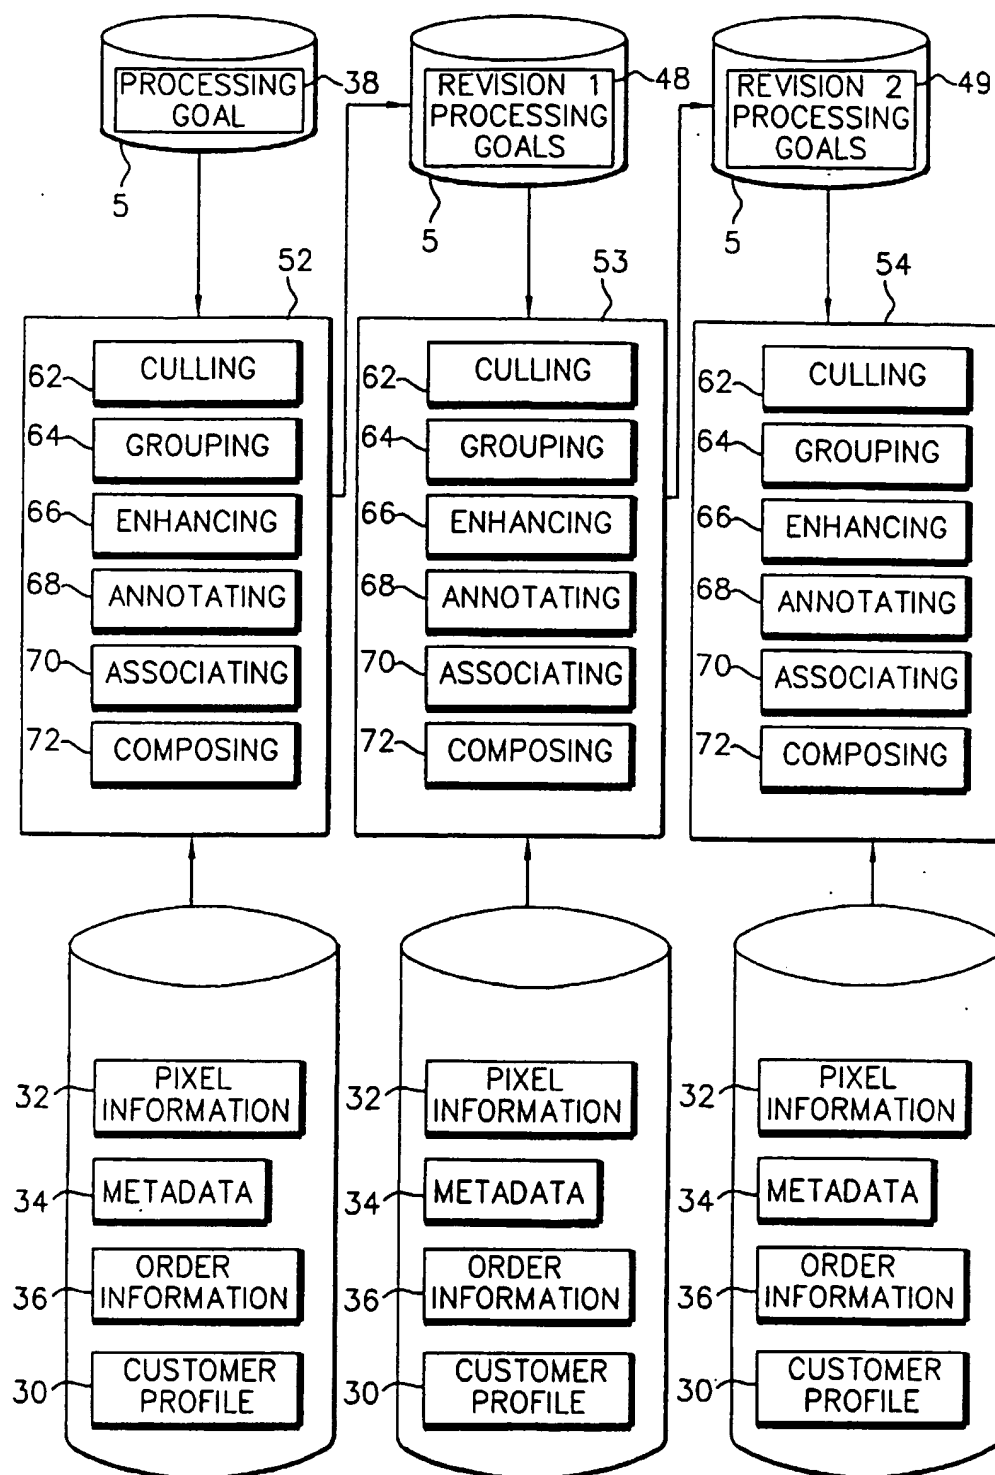 PROCESSING GOAL 38
5
REVISION 1 PROCESSING GOALS 48
5
REVISION 2 PROCESSING GOALS 49
5
52
62 CULLING
64 GROUPING
66 ENHANCING
68 ANNOTATING
70 ASSOCIATING
72 COMPOSING
53
62 CULLING
64 GROUPING
66 ENHANCING
68 ANNOTATING
70 ASSOCIATING
72 COMPOSING
54
62 CULLING
64 GROUPING
66 ENHANCING
68 ANNOTATING
70 ASSOCIATING
72 COMPOSING
32 PIXEL INFORMATION
34 METADATA
36 ORDER INFORMATION
30 CUSTOMER PROFILE
32 PIXEL INFORMATION
34 METADATA
36 ORDER INFORMATION
30 CUSTOMER PROFILE
32 PIXEL INFORMATION
34 METADATA
36 ORDER INFORMATION
30 CUSTOMER PROFILE